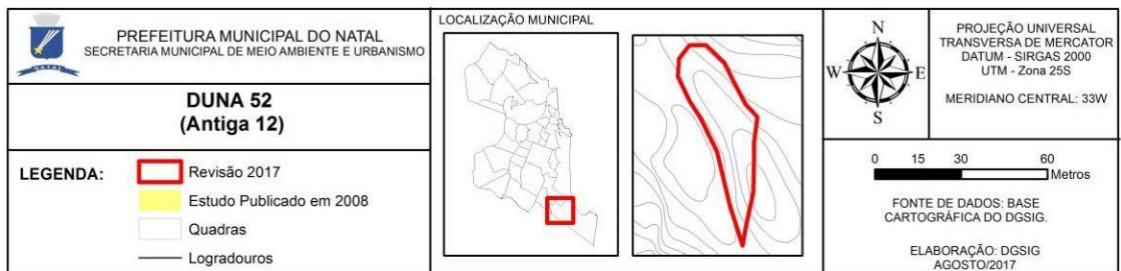 PREFEITURA MUNICIPAL DO NATAL
SECRETARIA MUNICIPAL DE MEIO AMBIENTE E URBANISMO
NATAL
DUNA 52
(Antiga 12)
LEGENDA:
Revisão 2017
Estudo Publicado em 2008
Quadras
Logradouros
LOCALIZAÇÃO MUNICIPAL
N
W E
S
PROJEÇÃO UNIVERSAL
TRANSVERSA DE MERCATOR
DATUM - SIRGAS 2000
UTM - Zona 25S
MERIDIANO CENTRAL: 33W
0 15 30 60
Metros
FONTE DE DADOS: BASE
CARTOGRÁFICA DO DGSIG.
ELABORAÇÃO: DGSIG
AGOSTO/2017